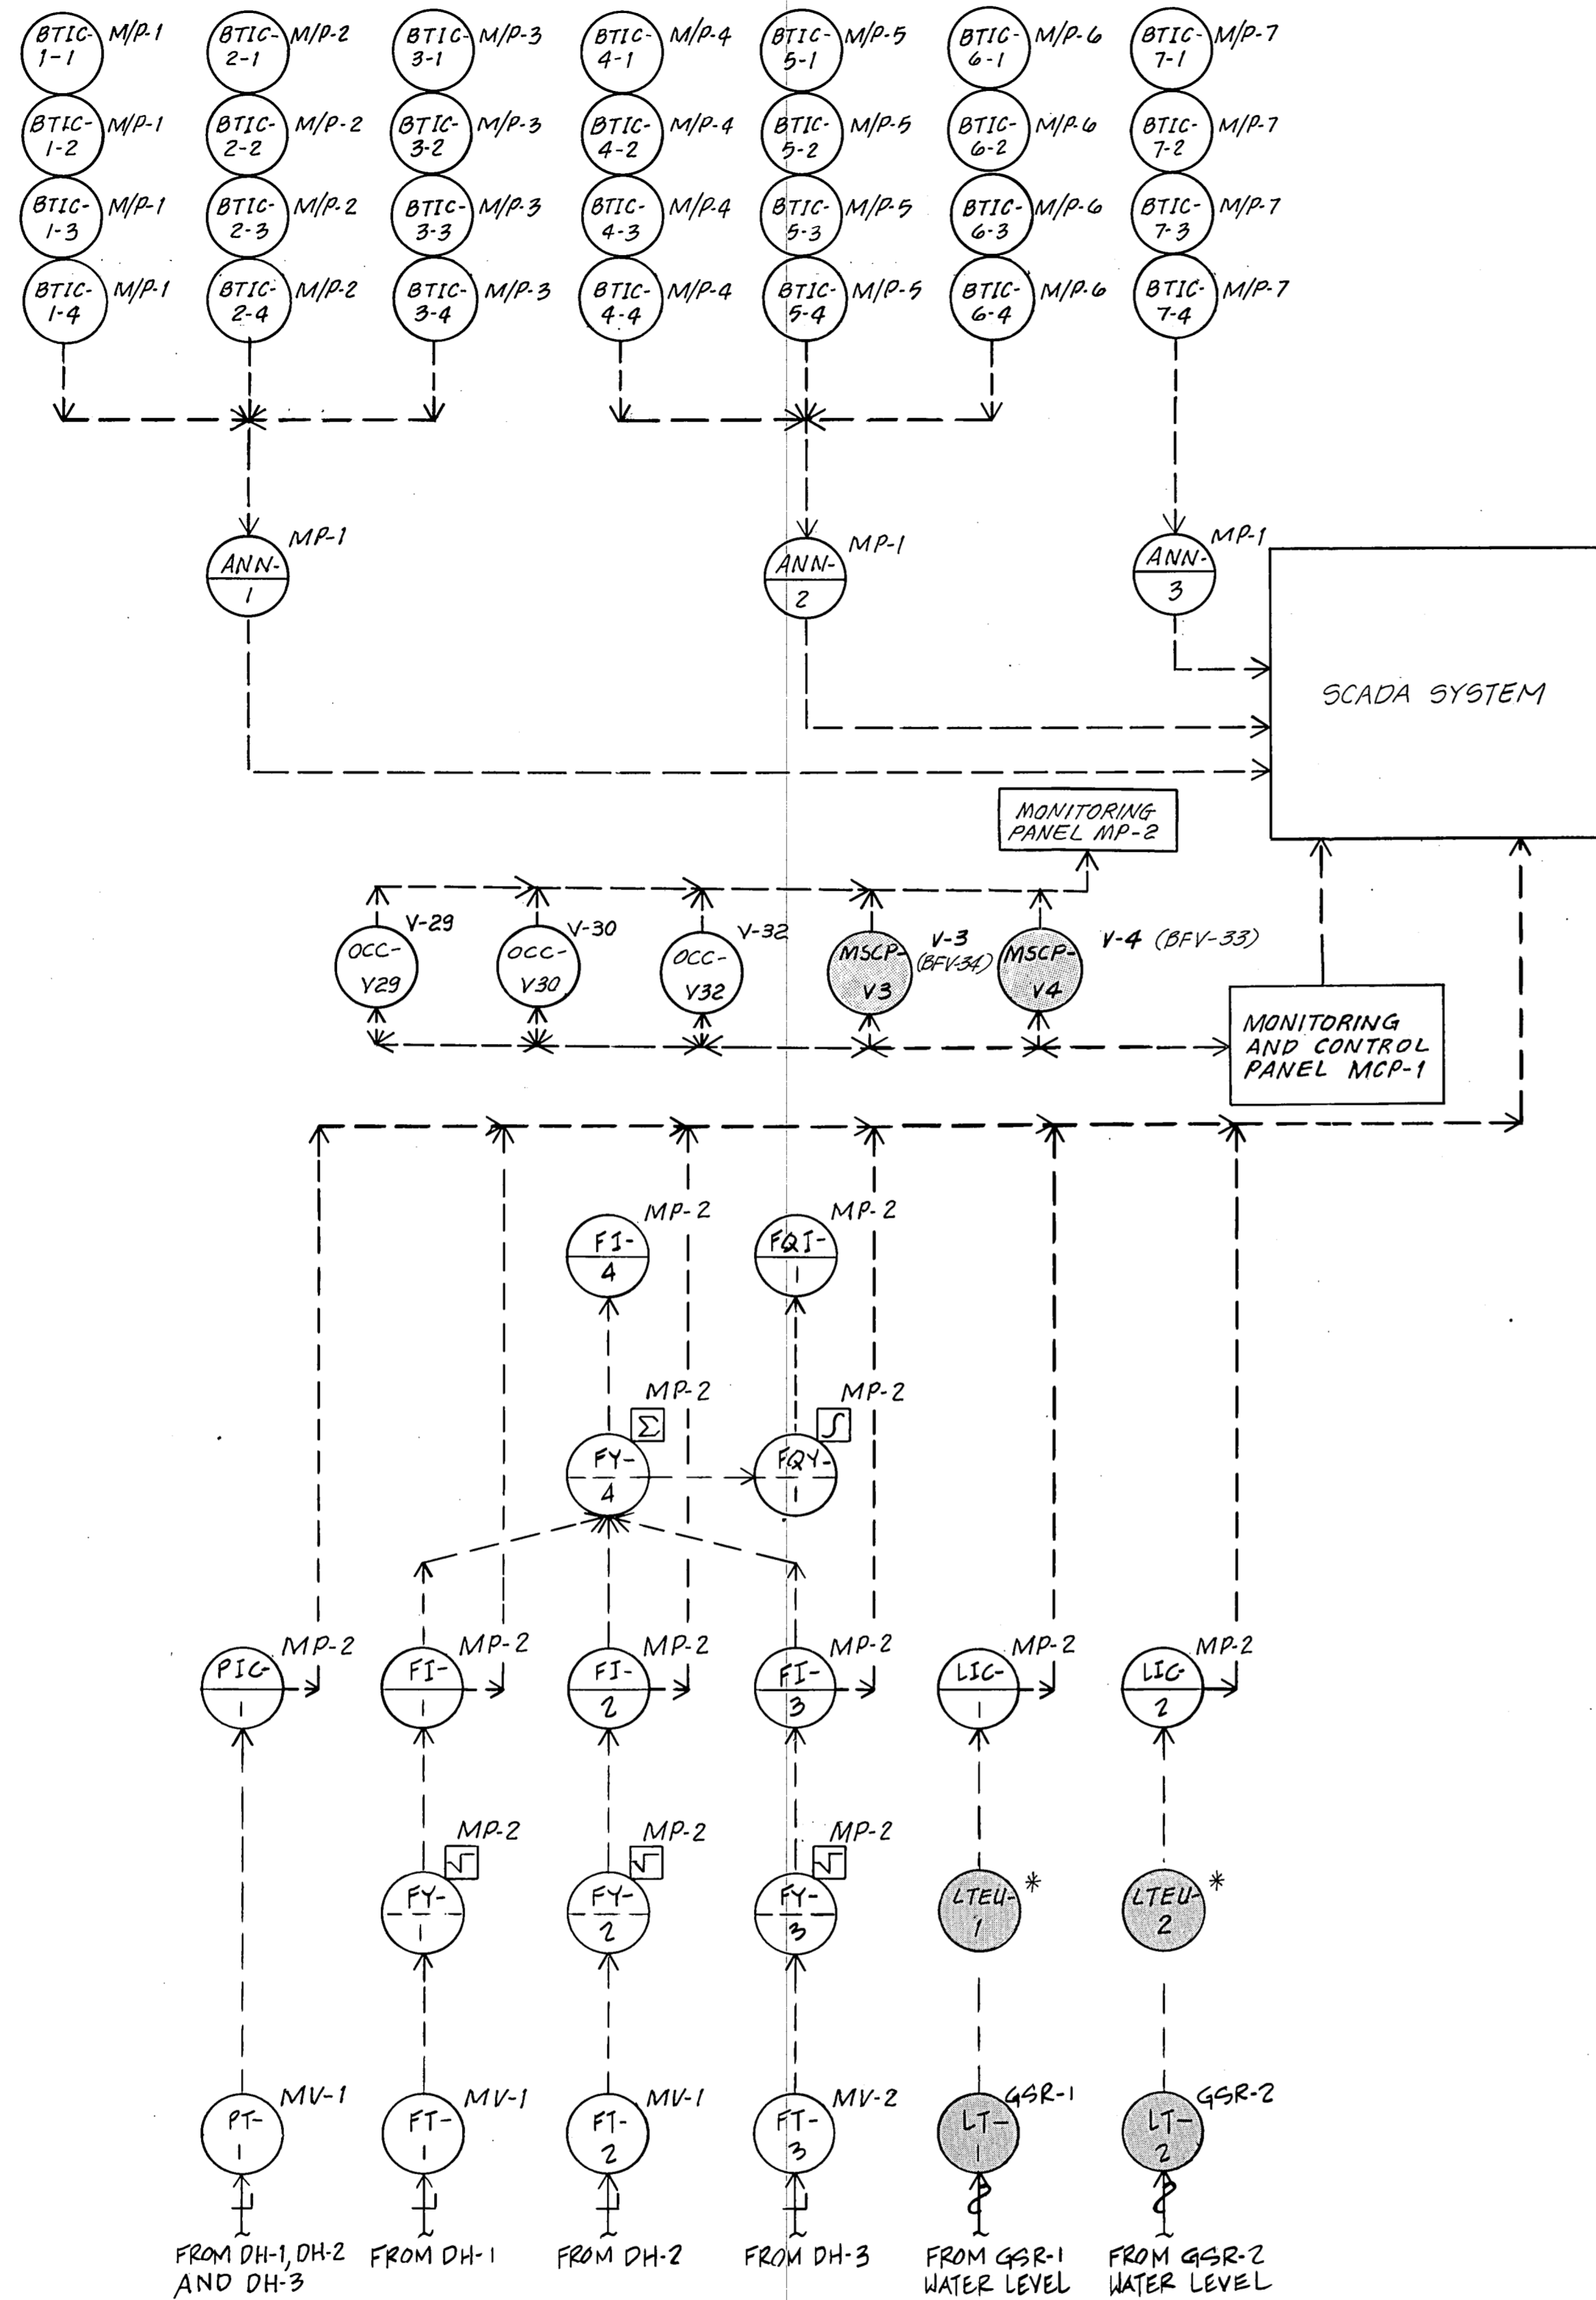 BTIC- 1-1 M/P-1
BTIC- 2-1 M/P-2
BTIC- 3-1 M/P-3
BTIC- 4-1 M/P-4
BTIC- 5-1 M/P-5
BTIC- 6-1 M/P-6
BTIC- 7-1 M/P-7
BTIC- 1-2 M/P-1
BTIC- 2-2 M/P-2
BTIC- 3-2 M/P-3
BTIC- 4-2 M/P-4
BTIC- 5-2 M/P-5
BTIC- 6-2 M/P-6
BTIC- 7-2 M/P-7
BTIC- 1-3 M/P-1
BTIC- 2-3 M/P-2
BTIC- 3-3 M/P-3
BTIC- 4-3 M/P-4
BTIC- 5-3 M/P-5
BTIC- 6-3 M/P-6
BTIC- 7-3 M/P-7
BTIC- 1-4 M/P-1
BTIC- 2-4 M/P-2
BTIC- 3-4 M/P-3
BTIC- 4-4 M/P-4
BTIC- 5-4 M/P-5
BTIC- 6-4 M/P-6
BTIC- 7-4 M/P-7
MP-1
ANN-
1
MP-1
ANN-
2
MP-1
ANN-
3
SCADA SYSTEM
MONITORING
PANEL MP-2
V-29
OCC-
V29
V-30
OCC-
V30
V-32
OCC-
V32
V-3
(BFV-34)
MSCP-
V3
V-4 (BFV-33)
MSCP-
V4
MONITORING
AND CONTROL
PANEL MCP-1
MP-2
FI-
4
MP-2
FQI-
1
MP-2
Σ
FY-
4
MP-2
∫
FQY-
1
MP-2
PIC-
1
MP-2
FI-
1
MP-2
FI-
2
MP-2
FI-
3
MP-2
LIC-
1
MP-2
LIC-
2
MP-2
√
FY-
1
MP-2
√
FY-
2
MP-2
√
FY-
3
LTEU- *
1
LTEU- *
2
MV-1
PT-
1
MV-1
FT-
1
MV-1
FT-
2
MV-2
FT-
3
GSR-1
LT-
1
GSR-2
LT-
2
FROM DH-1, DH-2
AND DH-3
FROM DH-1
FROM DH-2
FROM DH-3
FROM GSR-1
WATER LEVEL
FROM GSR-2
WATER LEVEL